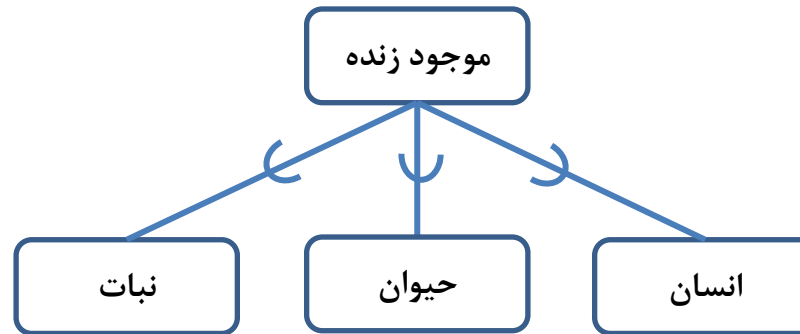 موجود زنده
انسان
حیوان
نبات